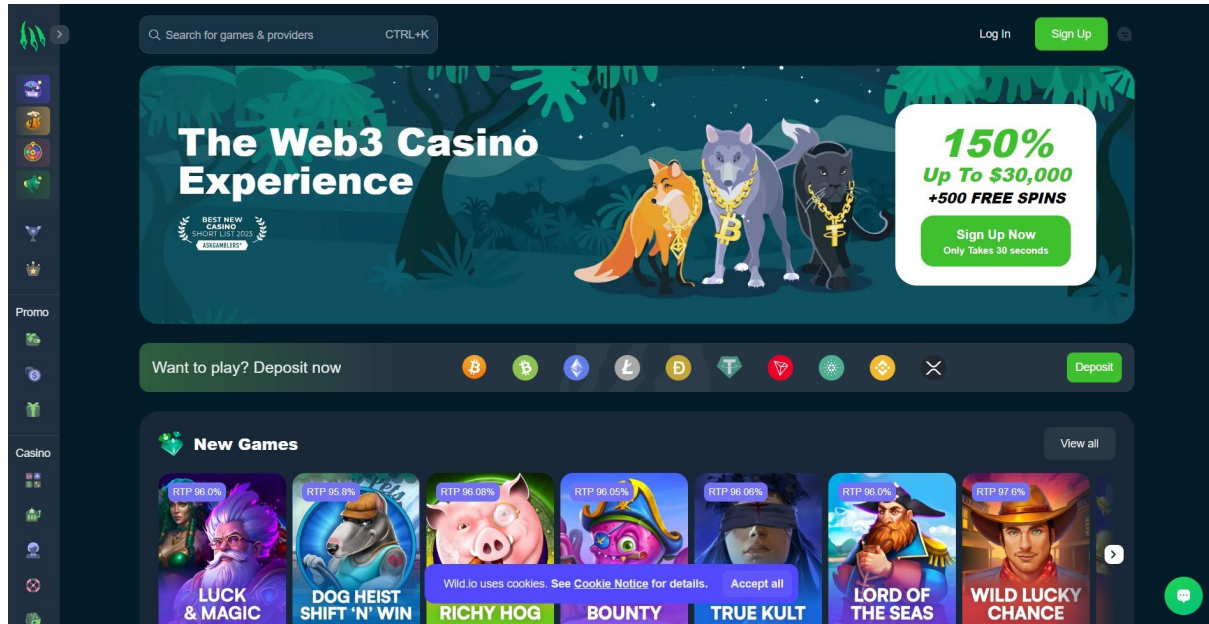 Search for games & providers CTRL+K
Log In
Sign Up
The Web3 Casino
Experience
BEST NEW
CASINO
SHORT LIST 2023
ASKGAMBLERS
150%
Up To $30,000
+500 FREE SPINS
Sign Up Now
Only Takes 30 seconds
Promo
Want to play? Deposit now
Deposit
New Games
View all
Casino
RTP 96.0%
RTP 95.8%
RTP 96.08%
RTP 96.05%
RTP 96.06%
RTP 96.0%
RTP 97.6%
LUCK
& MAGIC
DOG HEIST
SHIFT 'N' WIN
RICHY HOG
BOUNTY
TRUE KULT
LORD OF
THE SEAS
WILD LUCKY
CHANCE
Wild.io uses cookies. See Cookie Notice for details.
Accept all